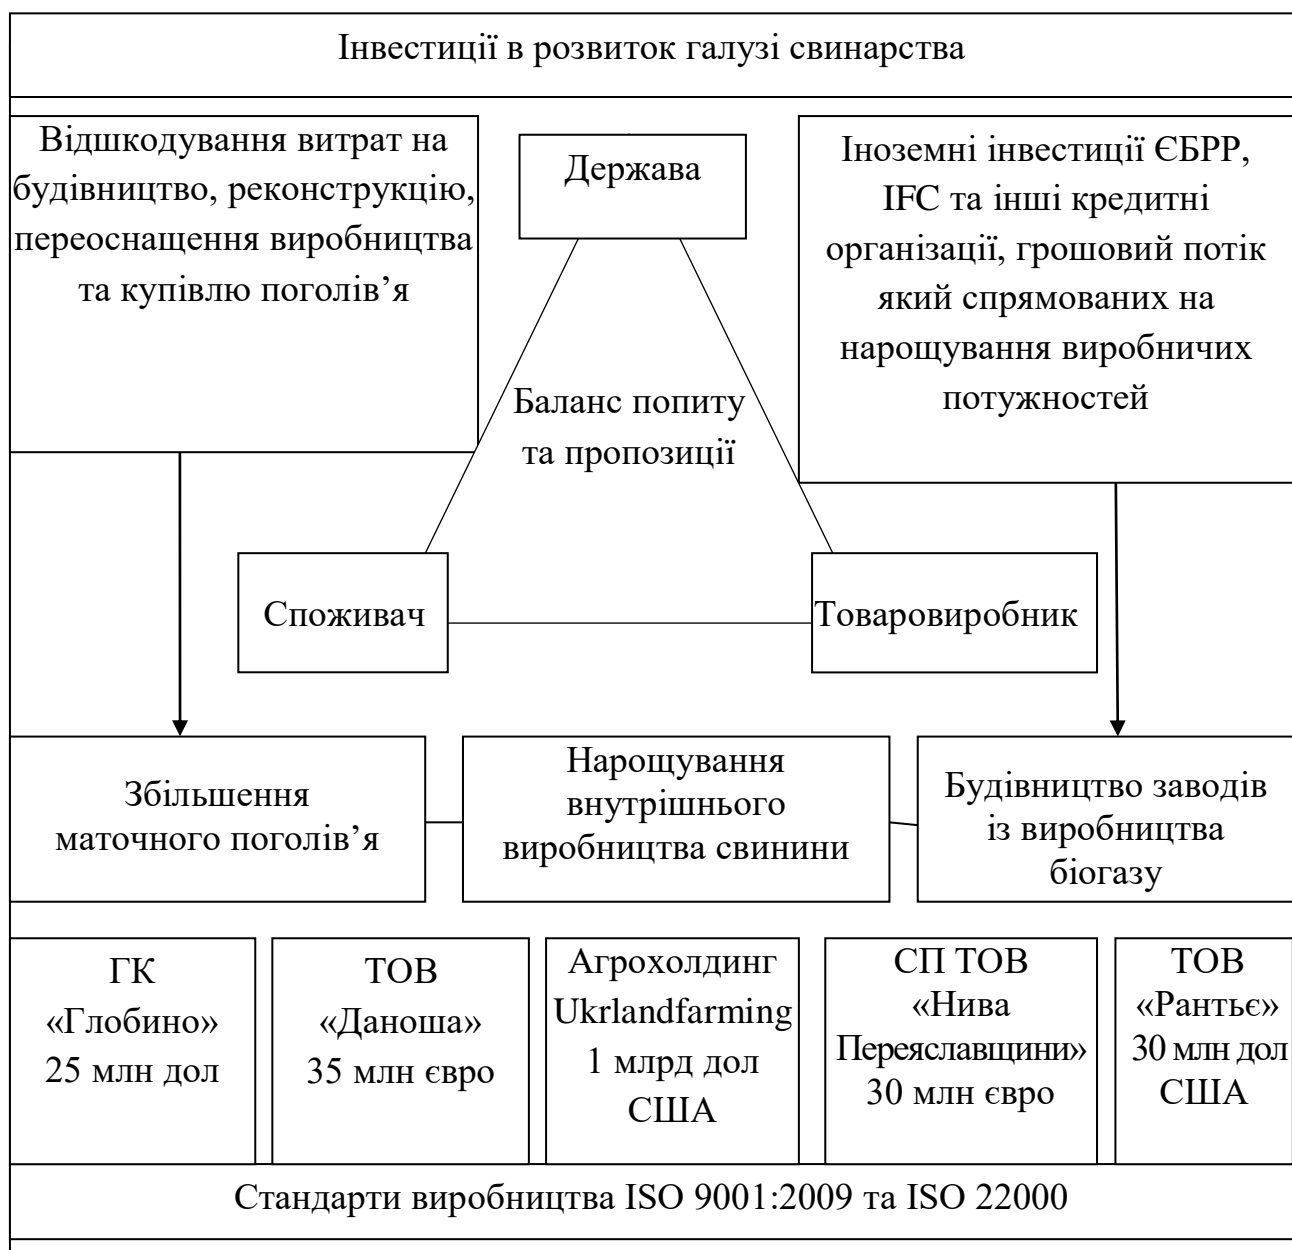 Інвестиції в розвиток галузі свинарства
Відшкодування витрат на
будівництво, реконструкцію,
переоснащення виробництва
та купівлю поголів’я
Держава
Іноземні інвестиції ЄБРР,
IFC та інші кредитні
організації, грошовий потік
який спрямованих на
нарощування виробничих
потужностей
Баланс попиту
та пропозиції
Споживач
Товаровиробник
Збільшення
маточного поголів’я
Нарощування
внутрішнього
виробництва свинини
Будівництво заводів
із виробництва
біогазу
ГК
«Глобино»
25 млн дол
ТОВ
«Даноша»
35 млн євро
Агрохолдинг
Ukrlandfarming
1 млрд дол
США
СП ТОВ
«Нива
Переяславщини»
30 млн євро
ТОВ
«Рантьє»
30 млн дол
США
Стандарти виробництва ISO 9001:2009 та ISO 22000